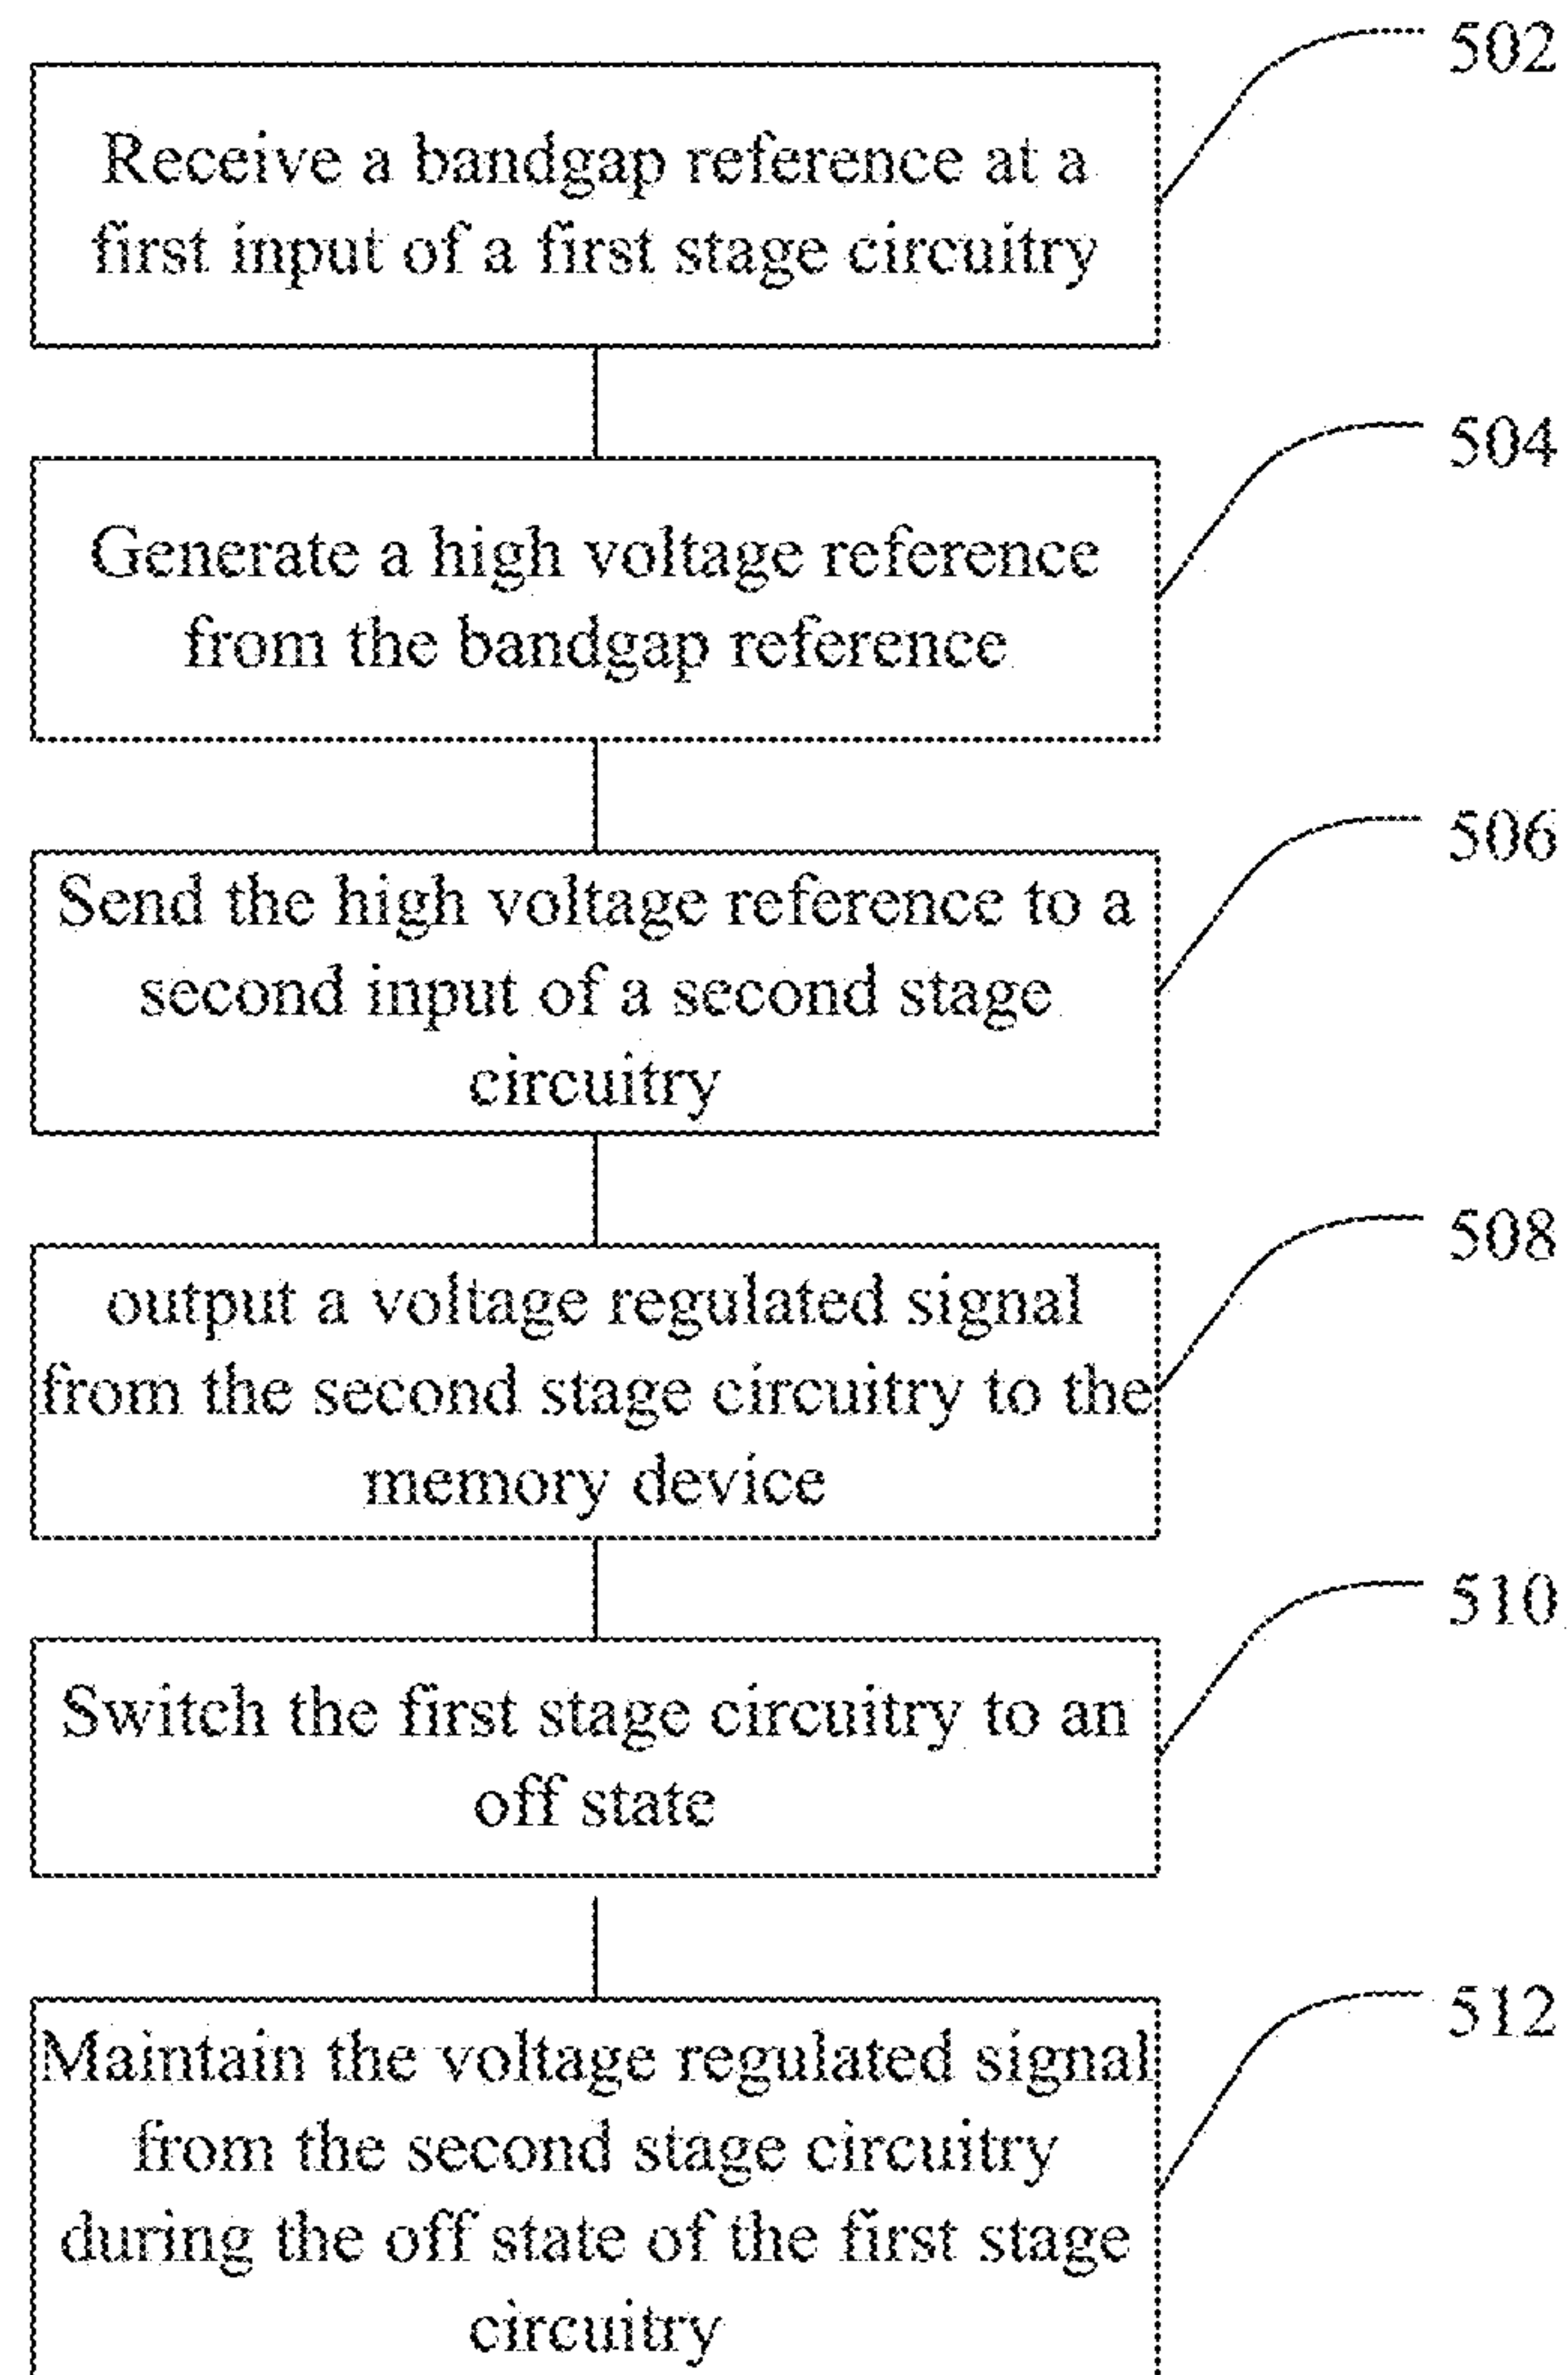 502
Receive a bandgap reference at a
first input of a first stage circuitry
504
Generate a high voltage reference
from the bandgap reference
506
Send the high voltage reference to a
second input of a second stage
circuitry
508
output a voltage regulated signal
from the second stage circuitry to the
memory device
510
Switch the first stage circuitry to an
off state
512
Maintain the voltage regulated signal
from the second stage circuitry
during the off state of the first stage
circuitry